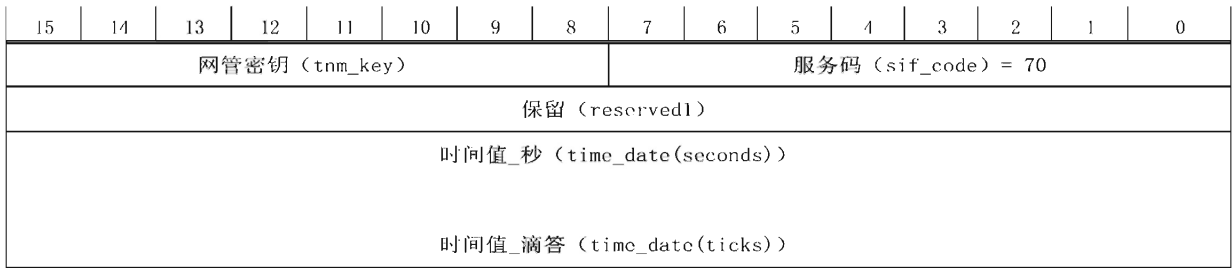 15 14 13 12 11 10 9 8 7 6 5 4 3 2 1 0
网管密钥（tnm_key） 服务码（sif_code）= 70
保留（reserved1）
时间值_秒（time_date(seconds)）
时间值_滴答（time_date(ticks)）